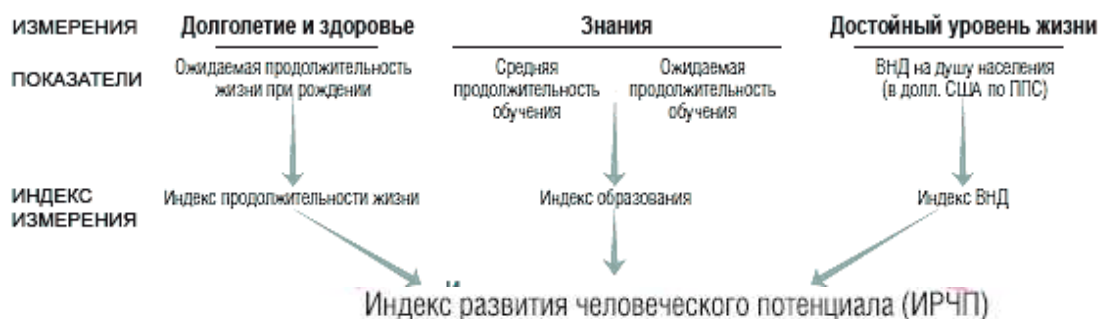 ИЗМЕРЕНИЯ Долголетие и здоровье Знания Достойный уровень жизни
ПОКАЗАТЕЛИ
Ожидаемая продолжительность
жизни при рождении
Средняя
продолжительность
обучения
Ожидаемая
продолжительность
обучения
ВНД на душу населения
(в долл. США по ППС)
ИНДЕКС
ИЗМЕРЕНИЯ
Индекс продолжительности жизни
Индекс образования
Индекс ВНД
Индекс развития человеческого потенциала (ИРЧП)